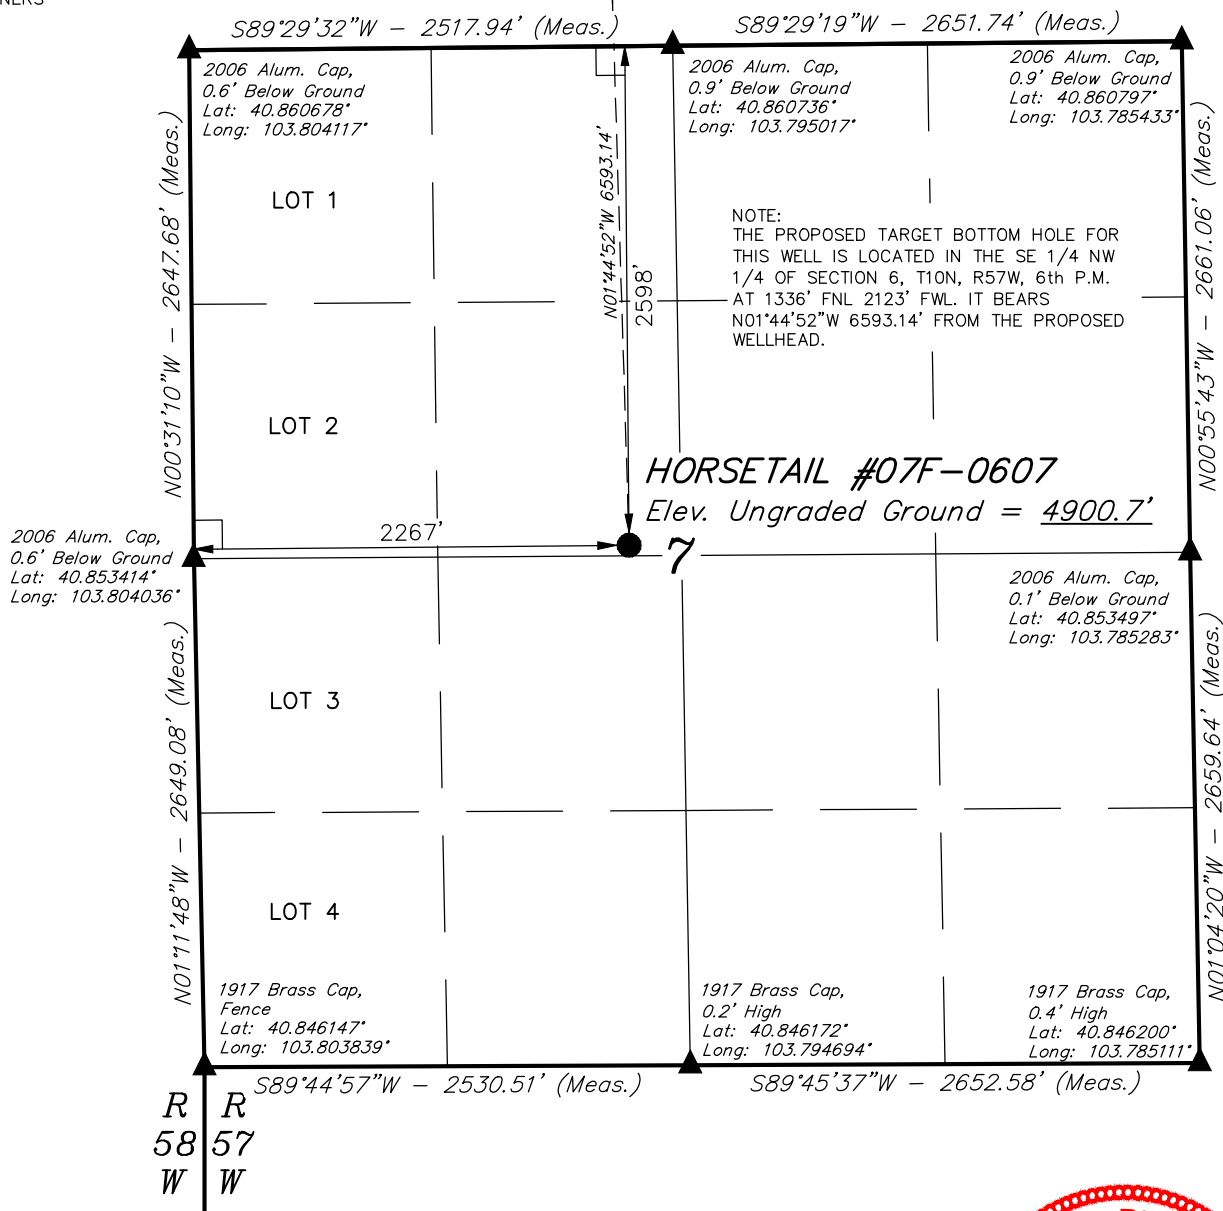 S89°29'32"W - 2517.94' (Meas.)
S89°29'19"W - 2651.74' (Meas.)
2006 Alum. Cap,
0.6' Below Ground
Lat: 40.860678°
Long: 103.804117°
2006 Alum. Cap,
0.9' Below Ground
Lat: 40.860736°
Long: 103.795017°
2006 Alum. Cap,
0.9' Below Ground
Lat: 40.860797°
Long: 103.785433°
N00°31'10"W - 2647.68' (Meas.)
LOT 1
N01°44'52"W 6593.14'
2598'
NOTE:
THE PROPOSED TARGET BOTTOM HOLE FOR
THIS WELL IS LOCATED IN THE SE 1/4 NW
1/4 OF SECTION 6, T10N, R57W, 6th P.M.
AT 1336' FNL 2123' FWL. IT BEARS
N01°44'52"W 6593.14' FROM THE PROPOSED
WELLHEAD.
N00°55'43"W - 2661.06' (Meas.)
LOT 2
HORSETAIL #07F-0607
Elev. Ungraded Ground = 4900.7'
2267'
7
2006 Alum. Cap,
0.6' Below Ground
Lat: 40.853414°
Long: 103.804036°
2006 Alum. Cap,
0.1' Below Ground
Lat: 40.853497°
Long: 103.785283°
N01°11'48"W - 2649.08' (Meas.)
LOT 3
N01°04'20"W - 2659.64' (Meas.)
LOT 4
1917 Brass Cap,
Fence
Lat: 40.846147°
Long: 103.803839°
1917 Brass Cap,
0.2' High
Lat: 40.846172°
Long: 103.794694°
1917 Brass Cap,
0.4' High
Lat: 40.846200°
Long: 103.785111°
S89°44'57"W - 2530.51' (Meas.)
S89°45'37"W - 2652.58' (Meas.)
R R
58 57
W W